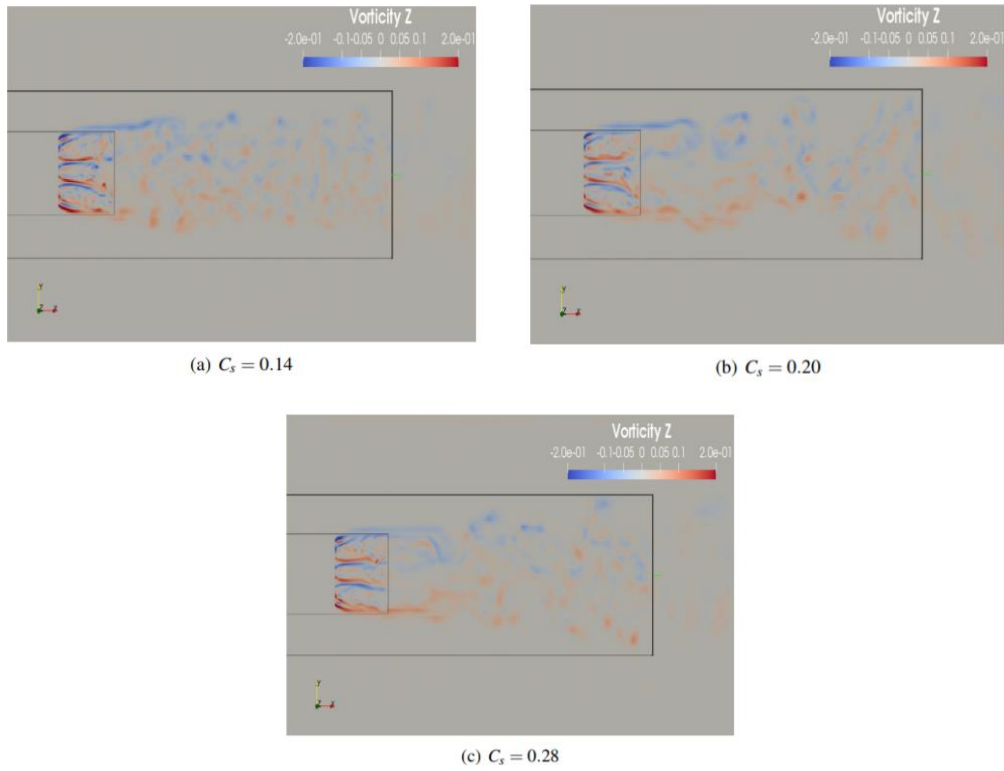 Vorticity Z
-2.0e-01 -0.1-0.05 0 0.05 0.1 2.0e-01
y
z x
(a) Cₛ = 0.14
Vorticity Z
-2.0e-01 -0.1-0.05 0 0.05 0.1 2.0e-01
y
z x
(b) Cₛ = 0.20
Vorticity Z
-2.0e-01 -0.1-0.05 0 0.05 0.1 2.0e-01
y
z x
(c) Cₛ = 0.28